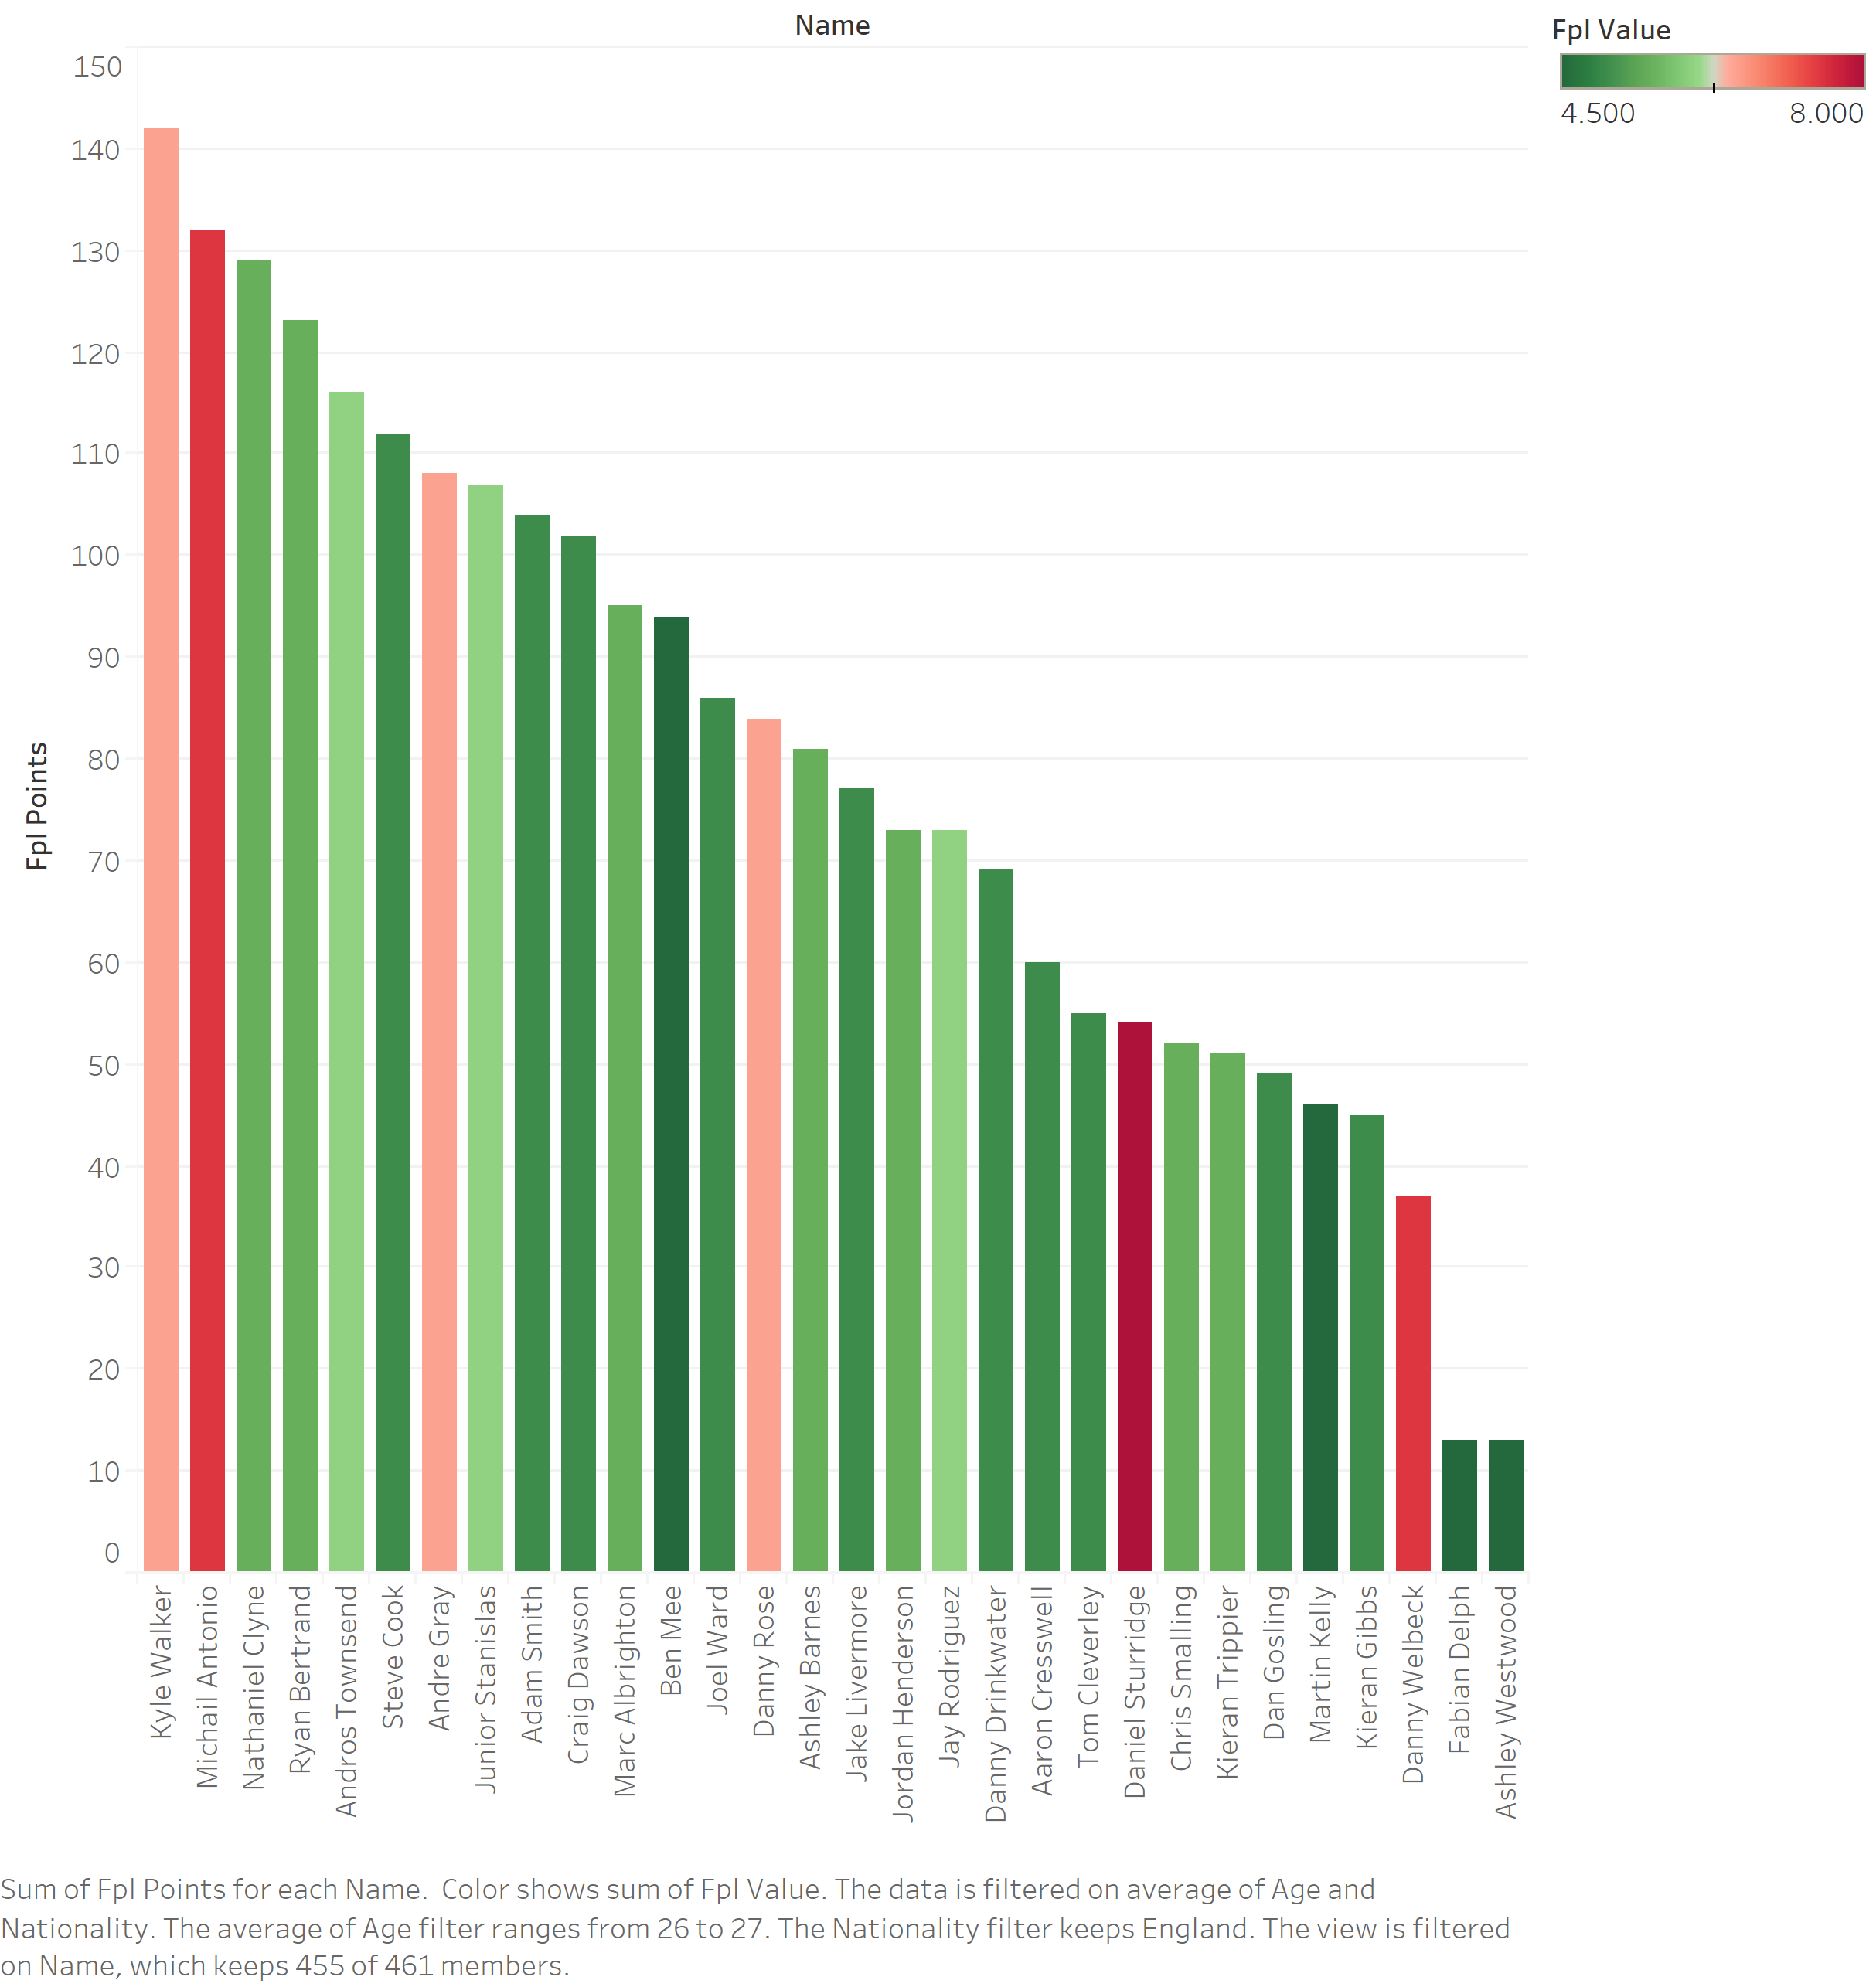 Name
Fpl Value
4.500 8.000
150
140
130
120
110
100
90
80
70
60
50
40
30
20
10
0
Fpl Points
Kyle Walker
Michail Antonio
Nathaniel Clyne
Ryan Bertrand
Andros Townsend
Steve Cook
Andre Gray
Junior Stanislas
Adam Smith
Craig Dawson
Marc Albrighton
Ben Mee
Joel Ward
Danny Rose
Ashley Barnes
Jake Livermore
Jordan Henderson
Jay Rodriguez
Danny Drinkwater
Aaron Cresswell
Tom Cleverley
Daniel Sturridge
Chris Smalling
Kieran Trippier
Dan Gosling
Martin Kelly
Kieran Gibbs
Danny Welbeck
Fabian Delph
Ashley Westwood
Sum of Fpl Points for each Name.  Color shows sum of Fpl Value. The data is filtered on average of Age and
Nationality. The average of Age filter ranges from 26 to 27. The Nationality filter keeps England. The view is filtered
on Name, which keeps 455 of 461 members.